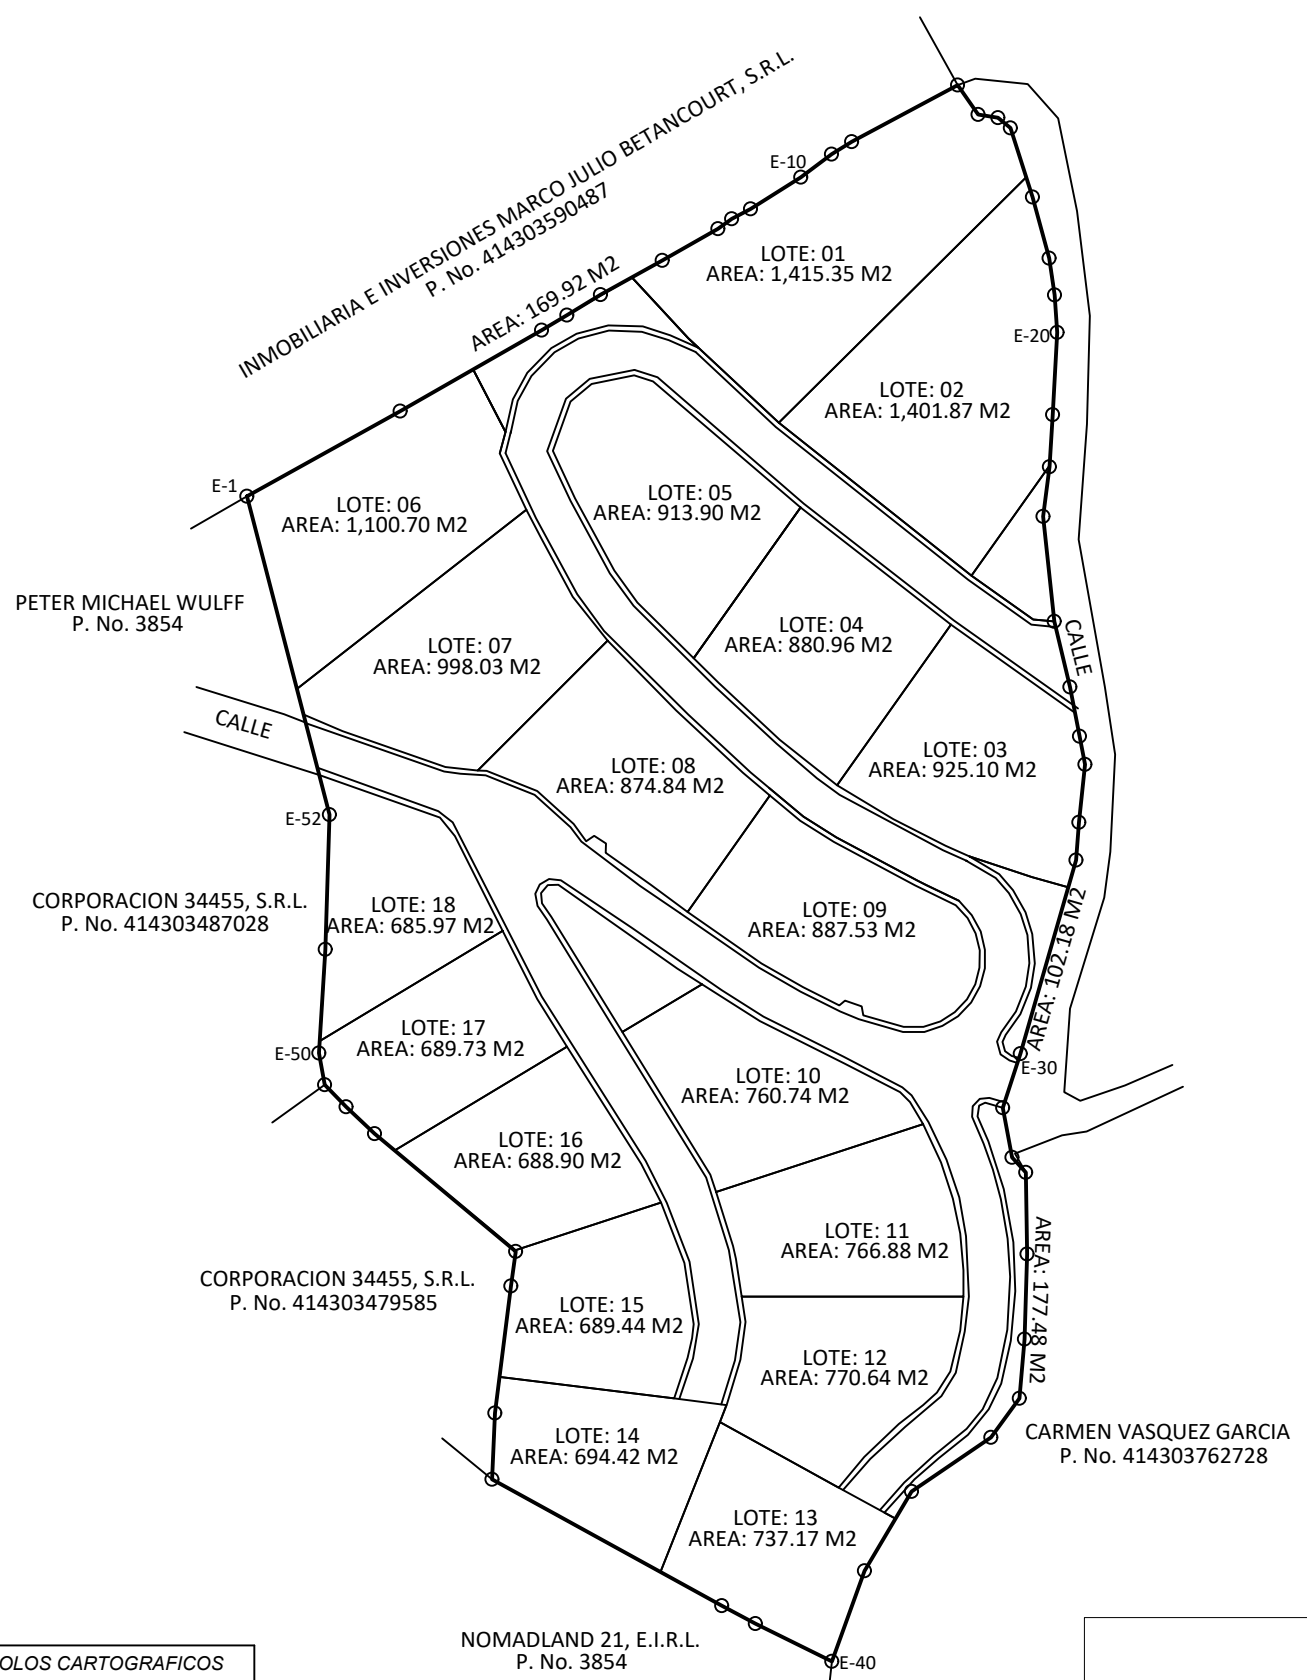 INMOBILIARIA E INVERSIONES MARCO JULIO BETANCOURT, S.R.L.
P. No. 414303590487
E-10
LOTE: 01
AREA: 1,415.35 M2
AREA: 169.92 M2
E-20
LOTE: 02
AREA: 1,401.87 M2
E-1
LOTE: 06
AREA: 1,100.70 M2
LOTE: 05
AREA: 913.90 M2
PETER MICHAEL WULFF
P. No. 3854
LOTE: 07
AREA: 998.03 M2
LOTE: 04
AREA: 880.96 M2
CALLE
CALLE
LOTE: 03
AREA: 925.10 M2
LOTE: 08
AREA: 874.84 M2
E-52
CORPORACION 34455, S.R.L.
P. No. 414303487028
LOTE: 18
AREA: 685.97 M2
LOTE: 09
AREA: 887.53 M2
AREA: 102.18 M2
LOTE: 17
AREA: 689.73 M2
E-50
E-30
LOTE: 10
AREA: 760.74 M2
LOTE: 16
AREA: 688.90 M2
LOTE: 11
AREA: 766.88 M2
AREA: 177.48 M2
CORPORACION 34455, S.R.L.
P. No. 414303479585
LOTE: 15
AREA: 689.44 M2
LOTE: 12
AREA: 770.64 M2
LOTE: 14
AREA: 694.42 M2
CARMEN VASQUEZ GARCIA
P. No. 414303762728
LOTE: 13
AREA: 737.17 M2
NOMADLAND 21, E.I.R.L.
P. No. 3854
E-40
OLOS CARTOGRAFICOS